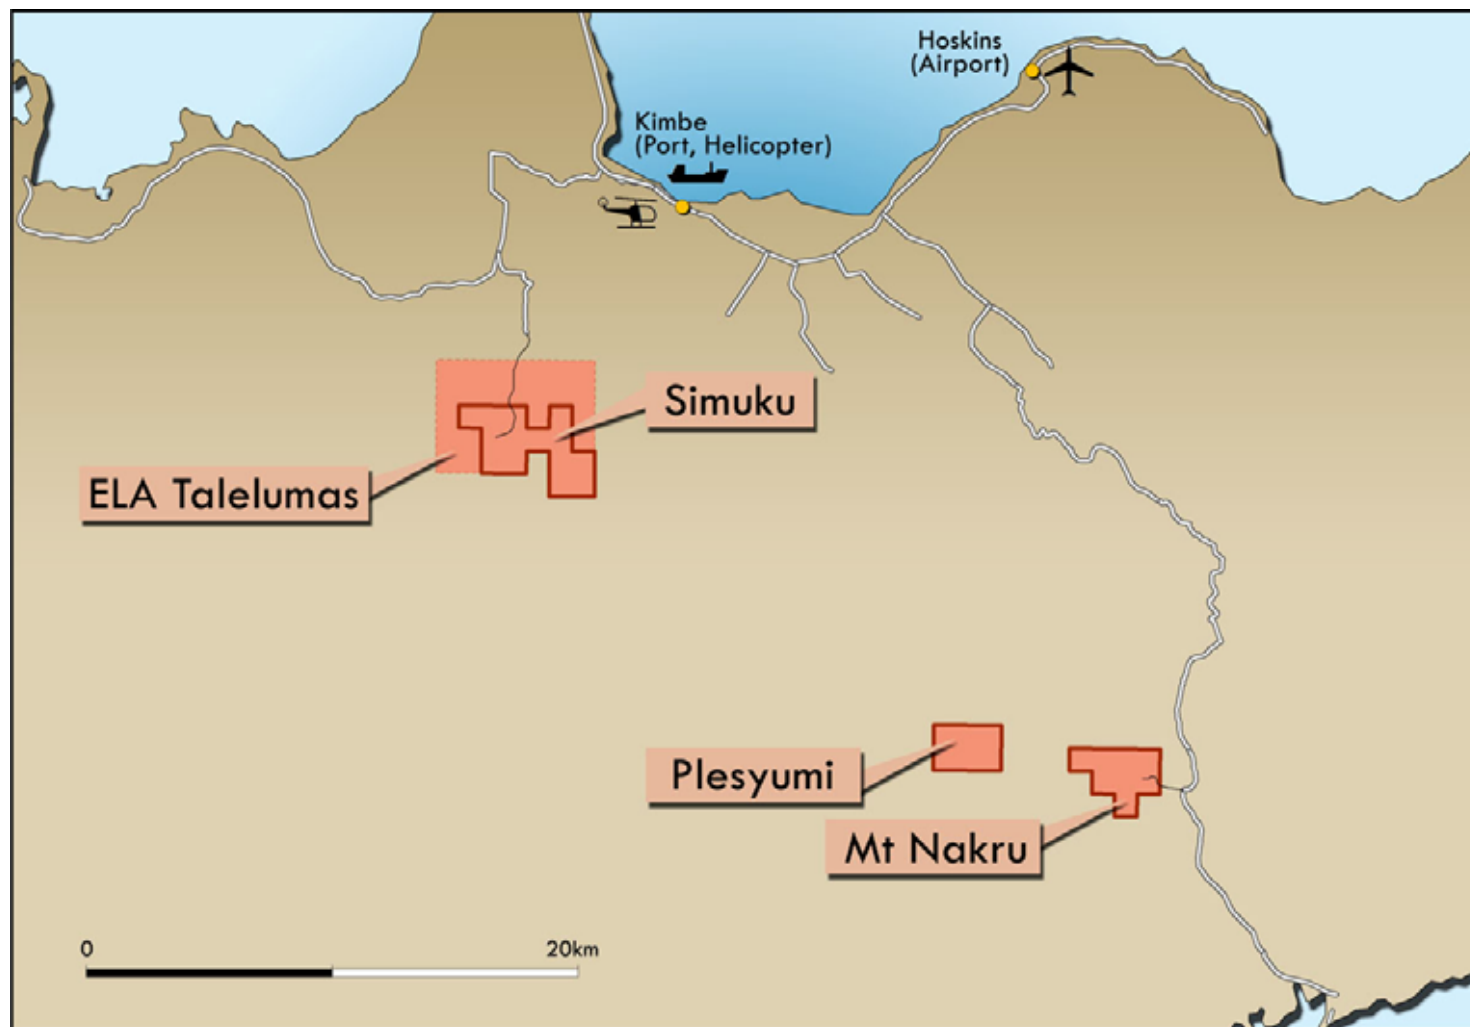 Hoskins
(Airport)
Kimbe
(Port, Helicopter)
Simuku
ELA Talelumas
Plesyumi
Mt Nakru
0
20km